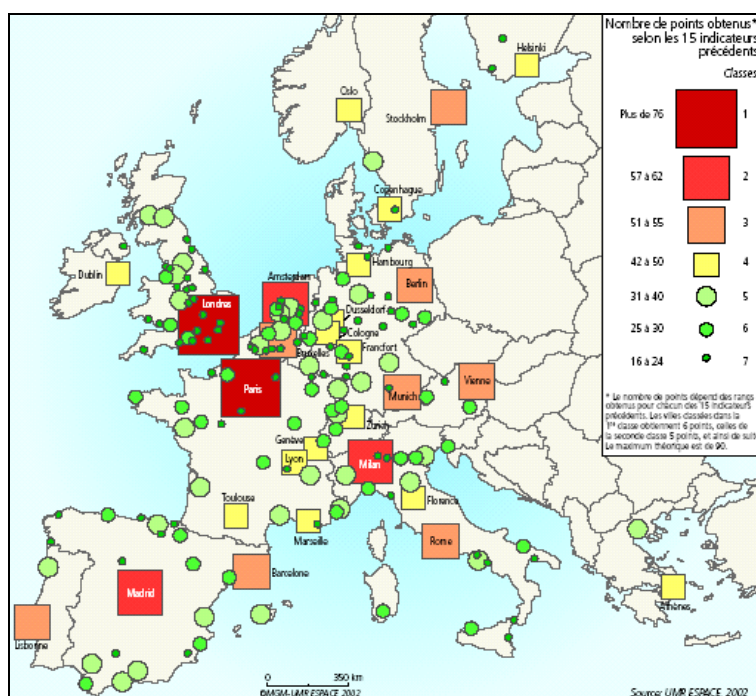 Nombre de points obtenus*
selon les 15 indicateurs
précédents
Classes
Plus de 76 1
57 à 62 2
51 à 55 3
42 à 50 4
31 à 40 5
25 à 30 6
16 à 24 7
* Le nombre de points dépend des rangs
obtenus pour chacun des 15 indicateurs
précédents. Les villes classées dans la
1re classe obtiennent 6 points, celles de
la seconde classe 5 points, et ainsi de suite
Le maximum théorique est de 90.
Helsinki
Oslo
Stockholm
Copenhague
Dublin
Hambourg
Amsterdam
Berlin
Londres
Dusseldorf
Cologne
Bruxelles
Francfort
Paris
Munich
Vienne
Zurich
Genève
Lyon
Milan
Toulouse
Florence
Marseille
Rome
Barcelone
Madrid
Lisbonne
Athènes
0 350 km
©MGM-UMR ESPACE 2002
Source: UMR ESPACE, 2002